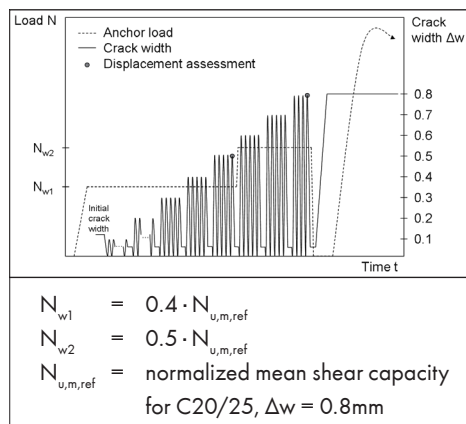 Load N
Anchor load
Crack width
Displacement assessment
Crack
width Δw
0.8
0.7
0.6
0.5
0.4
0.3
0.2
0.1
N_w2
N_w1
Initial
crack
width
Time t
N_w1 = 0.4 · N_u,m,ref
N_w2 = 0.5 · N_u,m,ref
N_u,m,ref = normalized mean shear capacity
for C20/25, Δw = 0.8mm